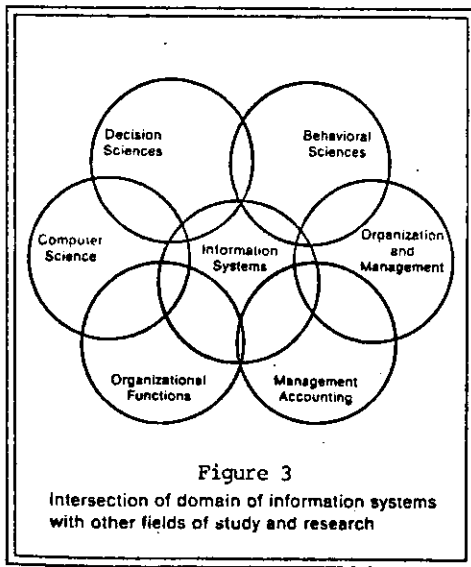 Decision
Sciences
Behavioral
Sciences
Computer
Science
Information
Systems
Organization
and
Management
Organizational
Functions
Management
Accounting
Figure 3
Intersection of domain of information systems
with other fields of study and research